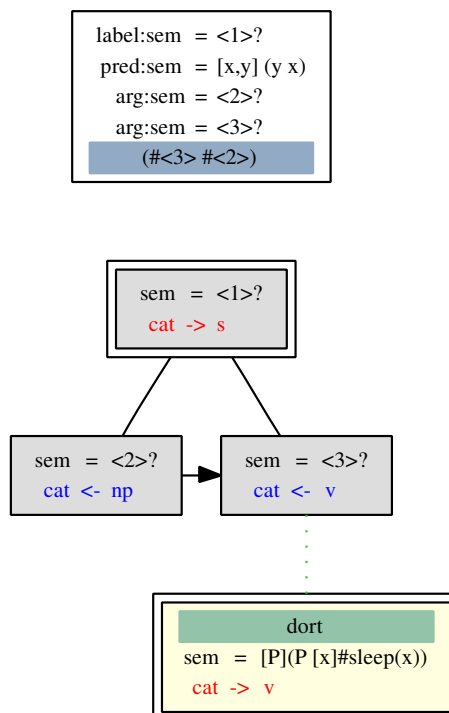 label:sem = <1>?
pred:sem = [x,y] (y x)
arg:sem = <2>?
arg:sem = <3>?
(#<3> #<2>)
sem = <1>?
cat -> s
sem = <2>?
cat <- np
sem = <3>?
cat <- v
dort
sem = [P](P [x]#sleep(x))
cat -> v